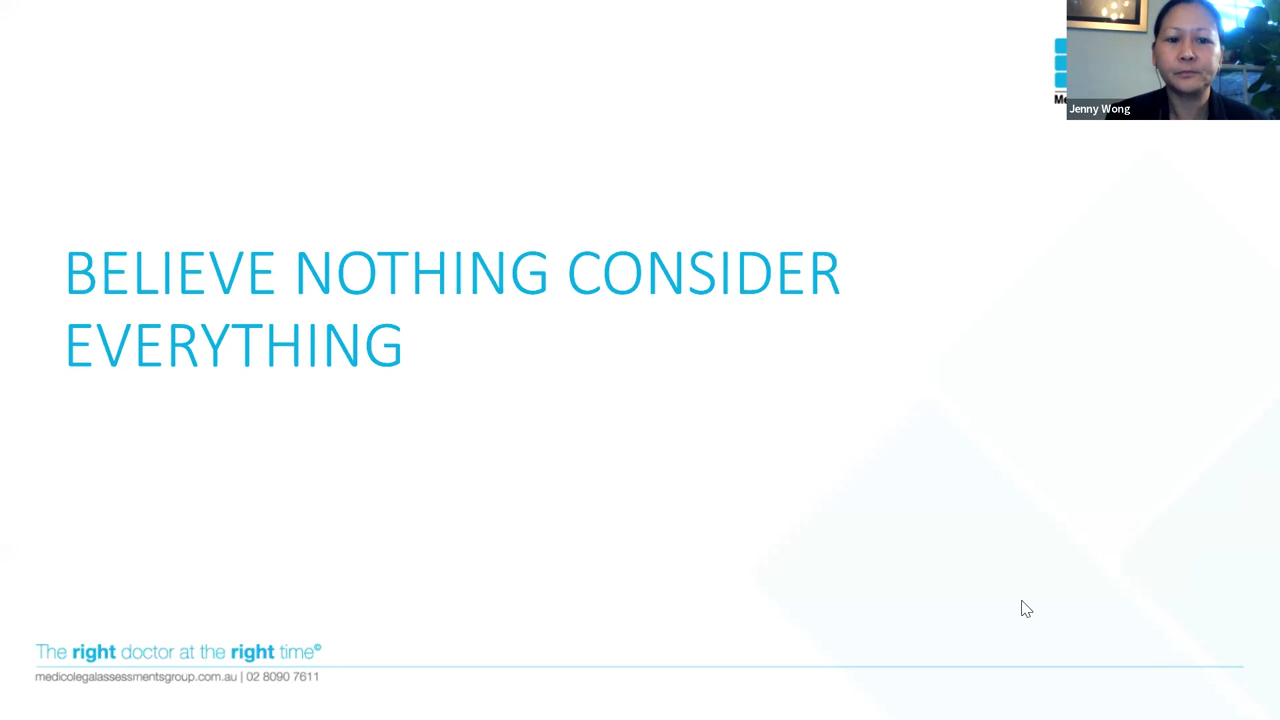 Jenny Wong
BELIEVE NOTHING CONSIDER
EVERYTHING
The right doctor at the right time©
medicolegalassessmentsgroup.com.au | 02 8090 7611